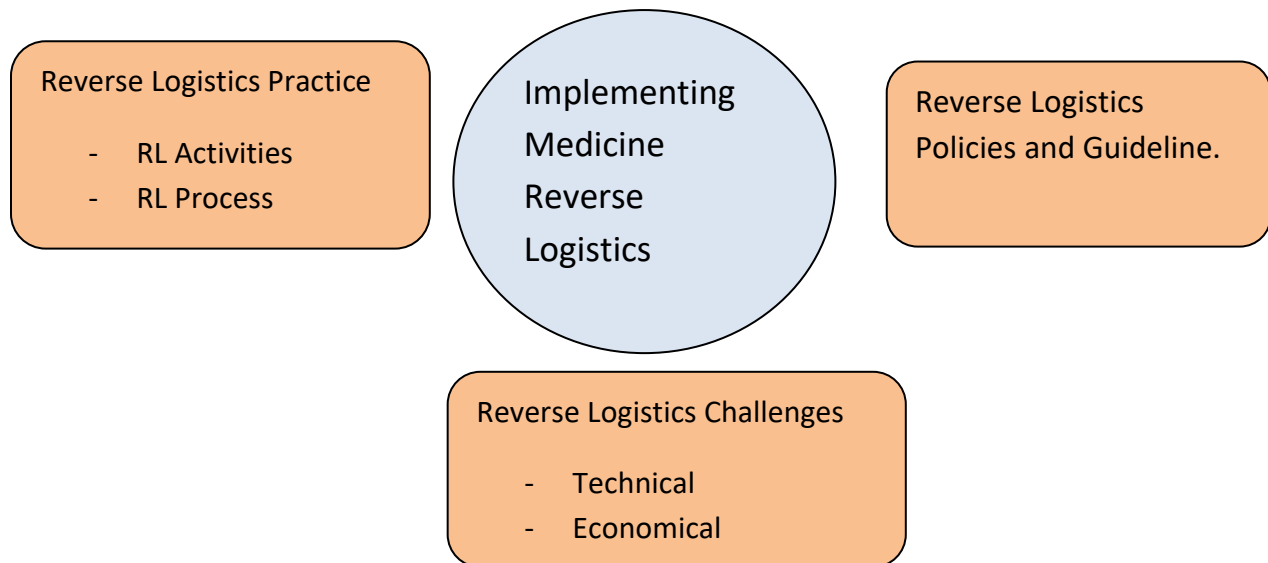 Reverse Logistics Practice
- RL Activities
- RL Process
Implementing
Medicine
Reverse
Logistics
Reverse Logistics
Policies and Guideline.
Reverse Logistics Challenges
- Technical
- Economical